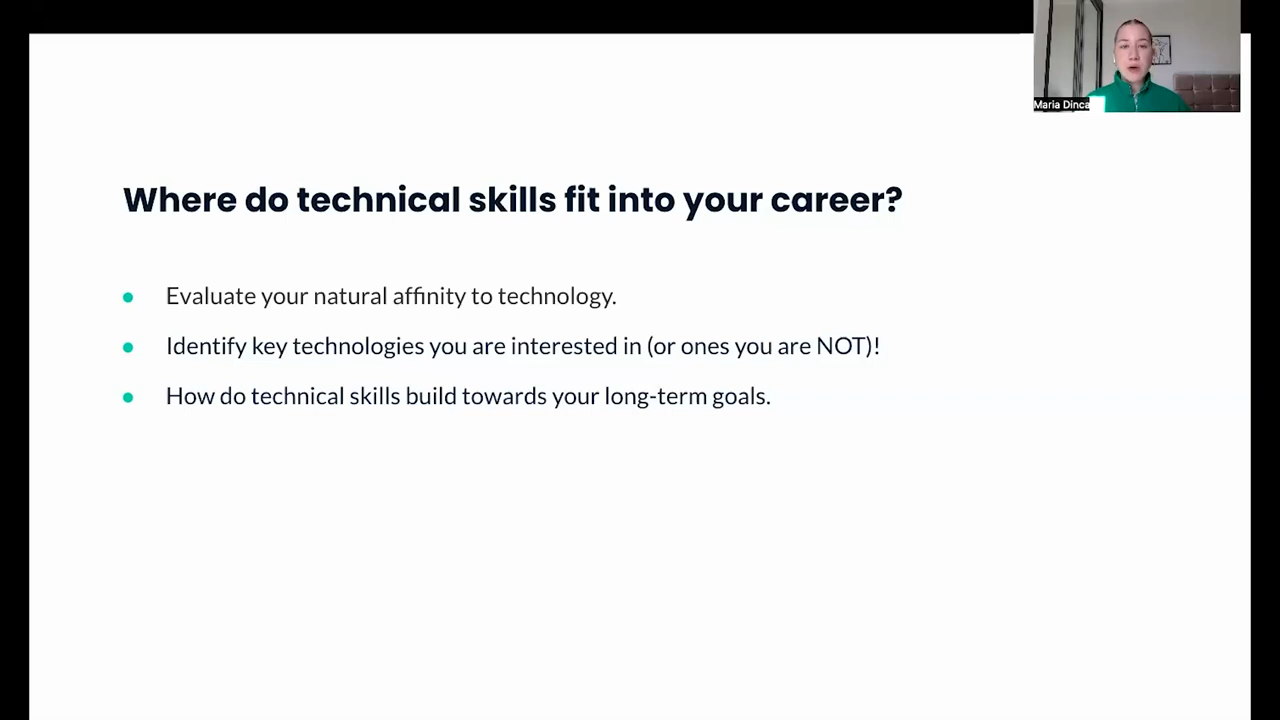 Maria Dinca
Where do technical skills fit into your career?
Evaluate your natural affinity to technology.
Identify key technologies you are interested in (or ones you are NOT)!
How do technical skills build towards your long-term goals.